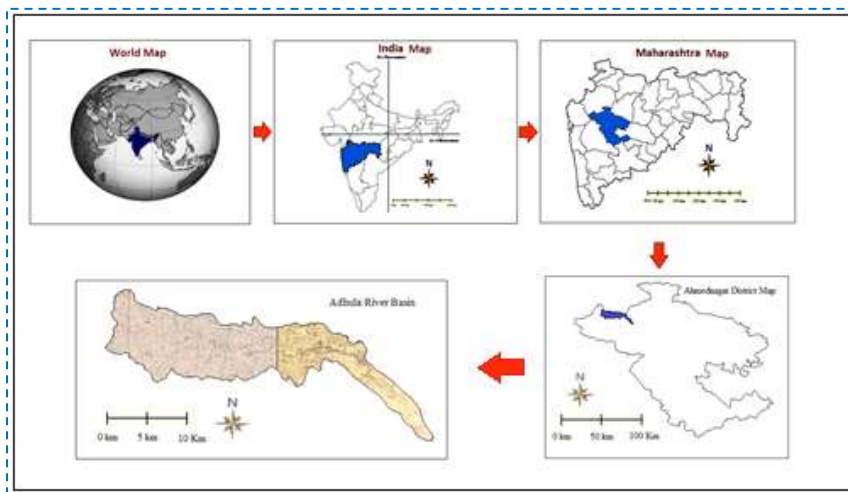 World Map
India Map
Maharashtra Map
N
N
Ahmednagar District Map
N
0 km 50 km 100 Km
Adhula River Basin
N
0 km 5 km 10 Km